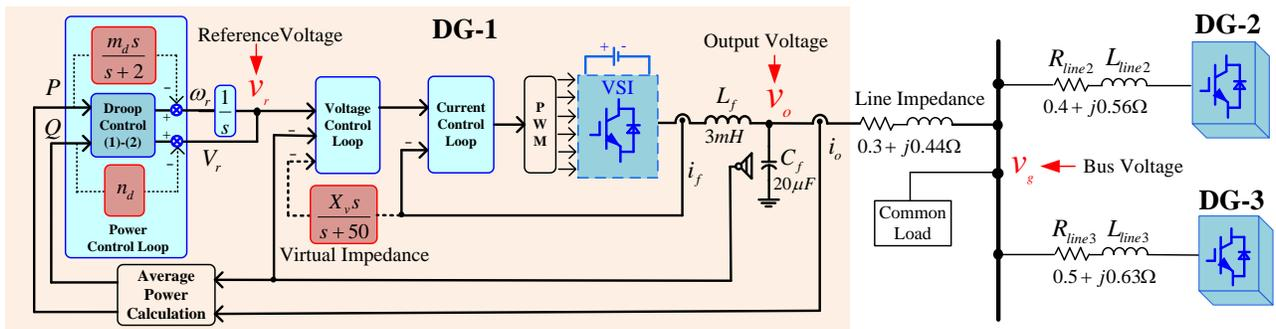 DG-1
DG-2
DG-3
m_d s
s + 2
ReferenceVoltage
Output Voltage
P
Q
Droop
Control
(1)-(2)
ω_r
1
s
v_r
V_r
n_d
Power
Control Loop
Voltage
Control
Loop
Current
Control
Loop
P
W
M
+
-
VSI
L_f
3mH
v_o
C_f
20μF
i_f
i_o
X_v s
s + 50
Virtual Impedance
Average
Power
Calculation
Line Impedance
0.3 + j0.44Ω
R_line2
L_line2
0.4 + j0.56Ω
v_g
Bus Voltage
Common
Load
R_line3
L_line3
0.5 + j0.63Ω